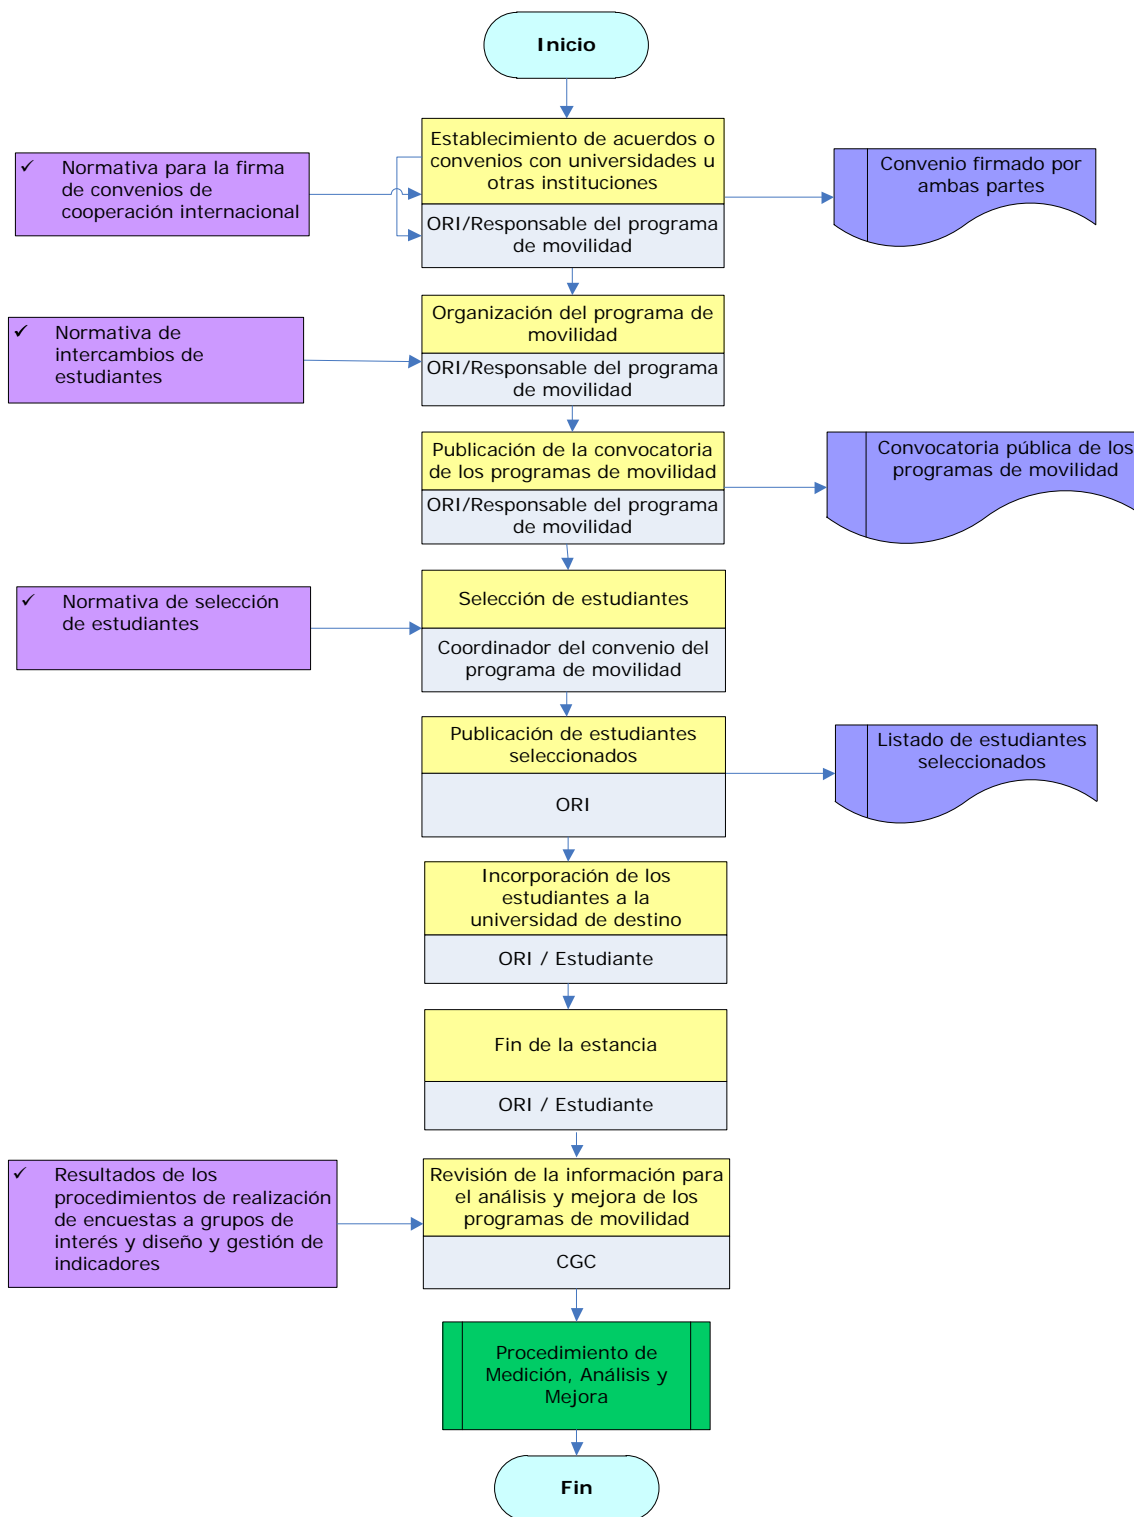 Inicio
Establecimiento de acuerdos o
convenios con universidades u
otras instituciones
ORI/Responsable del programa
de movilidad
✓ Normativa para la firma
de convenios de
cooperación internacional
Convenio firmado por
ambas partes
Organización del programa de
movilidad
ORI/Responsable del programa
de movilidad
✓ Normativa de
intercambios de
estudiantes
Publicación de la convocatoria
de los programas de movilidad
ORI/Responsable del programa
de movilidad
Convocatoria pública de los
programas de movilidad
Selección de estudiantes
Coordinador del convenio del
programa de movilidad
✓ Normativa de selección
de estudiantes
Publicación de estudiantes
seleccionados
ORI
Listado de estudiantes
seleccionados
Incorporación de los
estudiantes a la
universidad de destino
ORI / Estudiante
Fin de la estancia
ORI / Estudiante
Revisión de la información para
el análisis y mejora de los
programas de movilidad
CGC
✓ Resultados de los
procedimientos de realización
de encuestas a grupos de
interés y diseño y gestión de
indicadores
Procedimiento de
Medición, Análisis y
Mejora
Fin